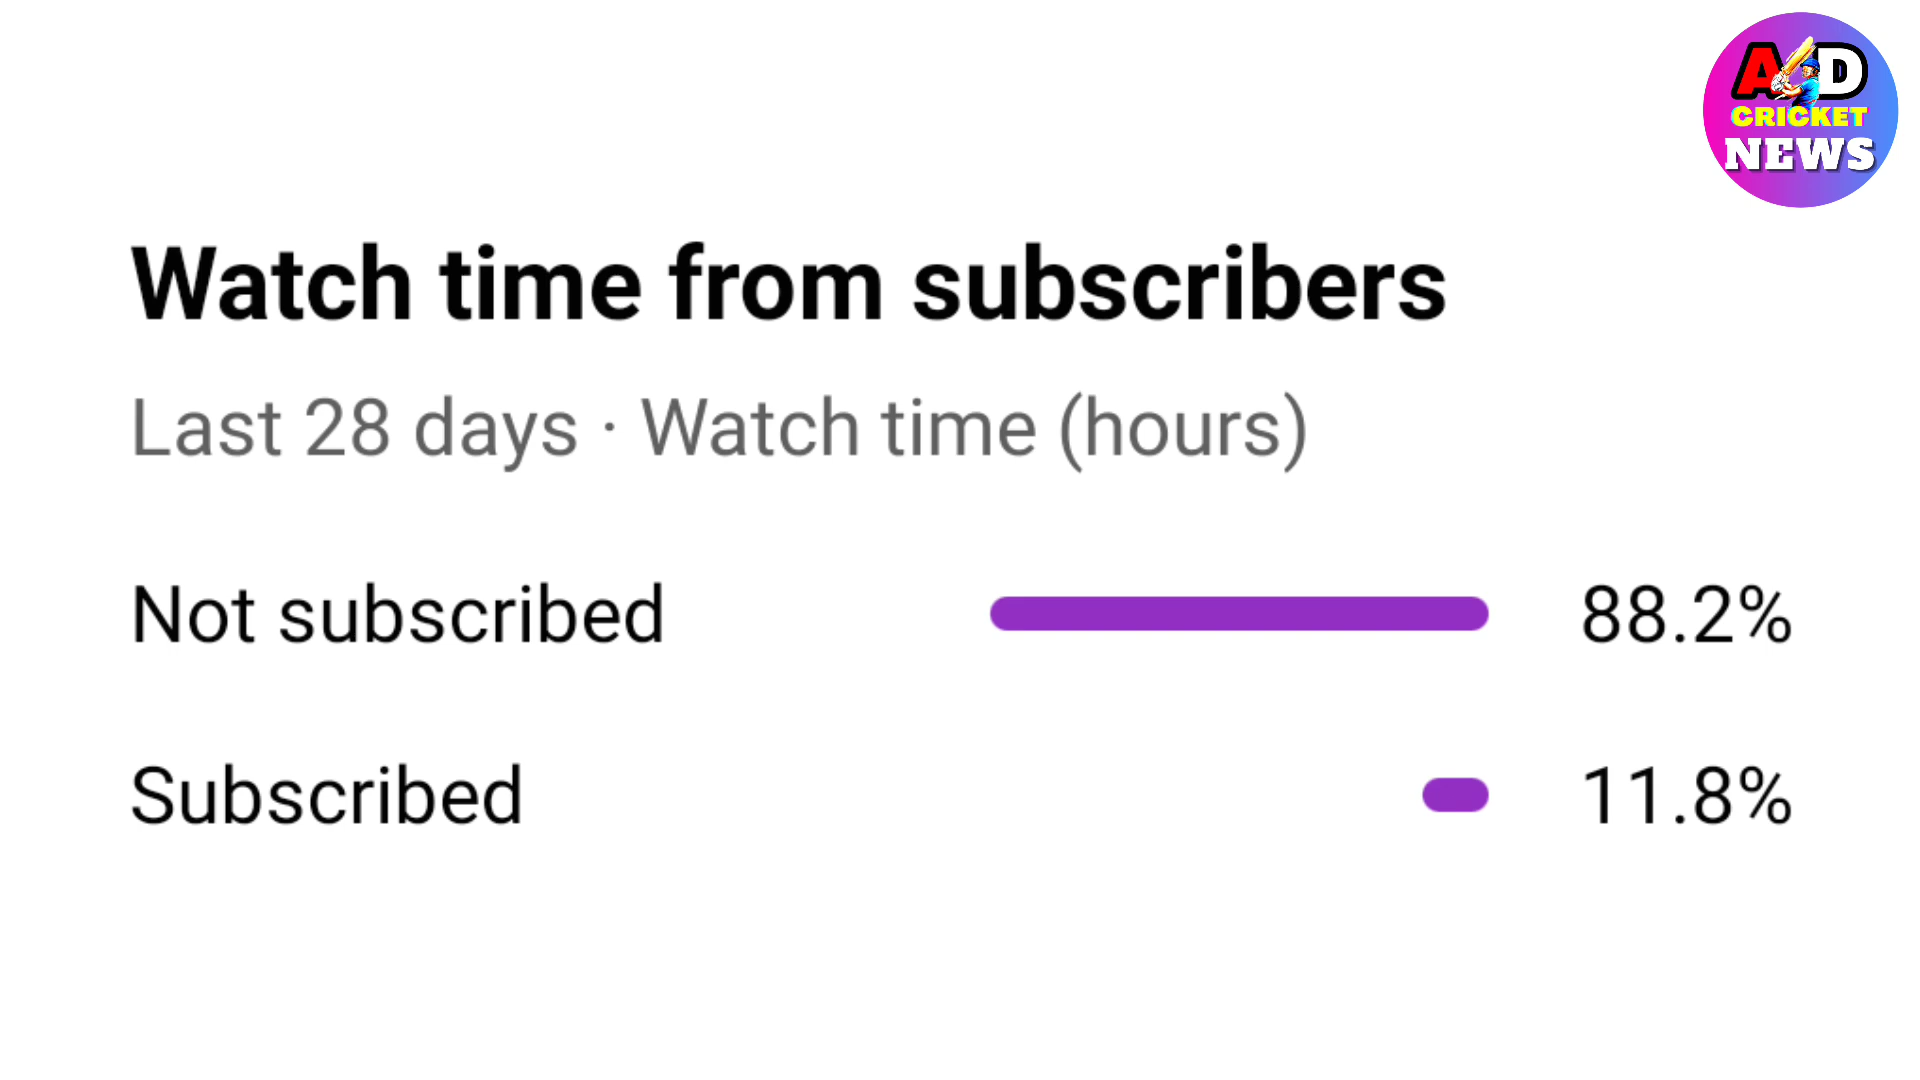 A D
CRICKET
NEWS
Watch time from subscribers
Last 28 days · Watch time (hours)
Not subscribed 88.2%
Subscribed 11.8%